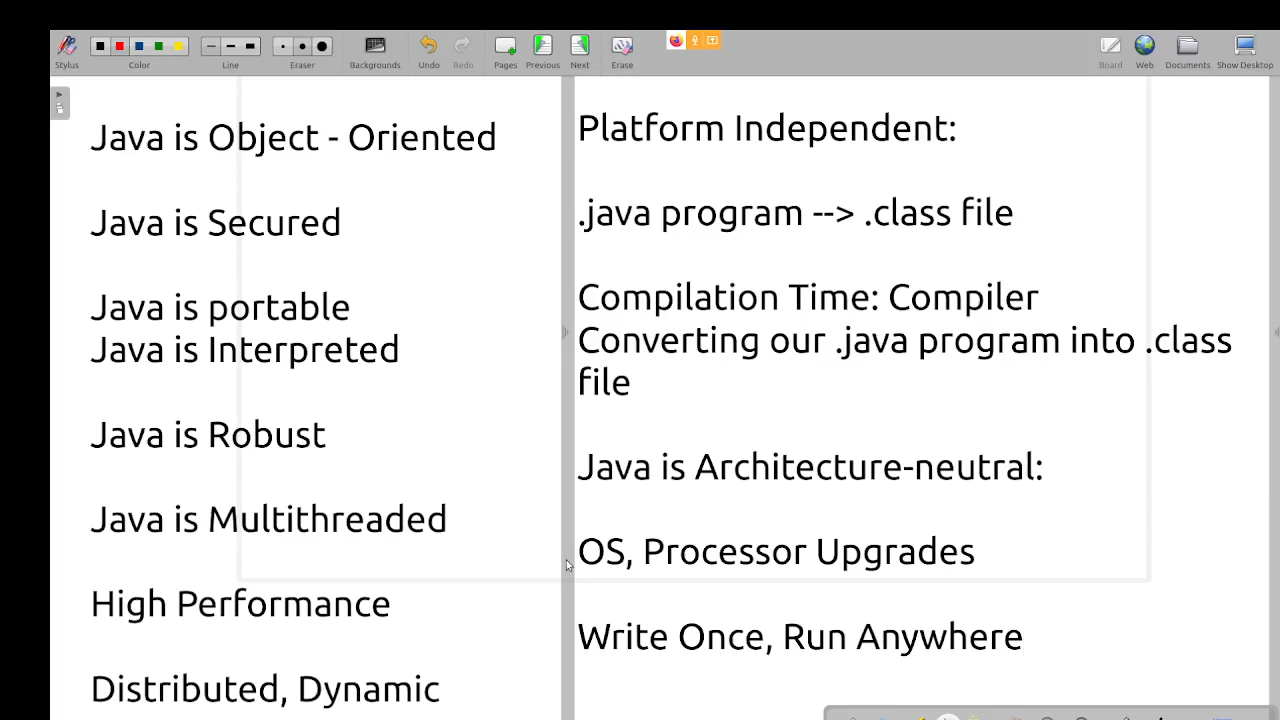 Stylus
Color
Line
Eraser
Backgrounds
Undo
Redo
Pages
Previous
Next
Erase
Board
Web
Documents
Show Desktop
Java is Object - Oriented
Java is Secured
Java is portable
Java is Interpreted
Java is Robust
Java is Multithreaded
High Performance
Distributed, Dynamic
Platform Independent:
.java program --> .class file
Compilation Time: Compiler
Converting our .java program into .class
file
Java is Architecture-neutral:
OS, Processor Upgrades
Write Once, Run Anywhere